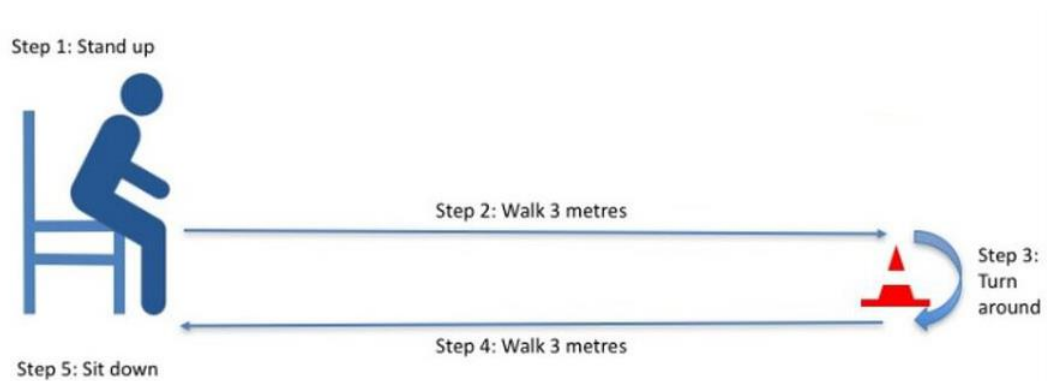 Step 1: Stand up
Step 2: Walk 3 metres
Step 3:
Turn
around
Step 4: Walk 3 metres
Step 5: Sit down